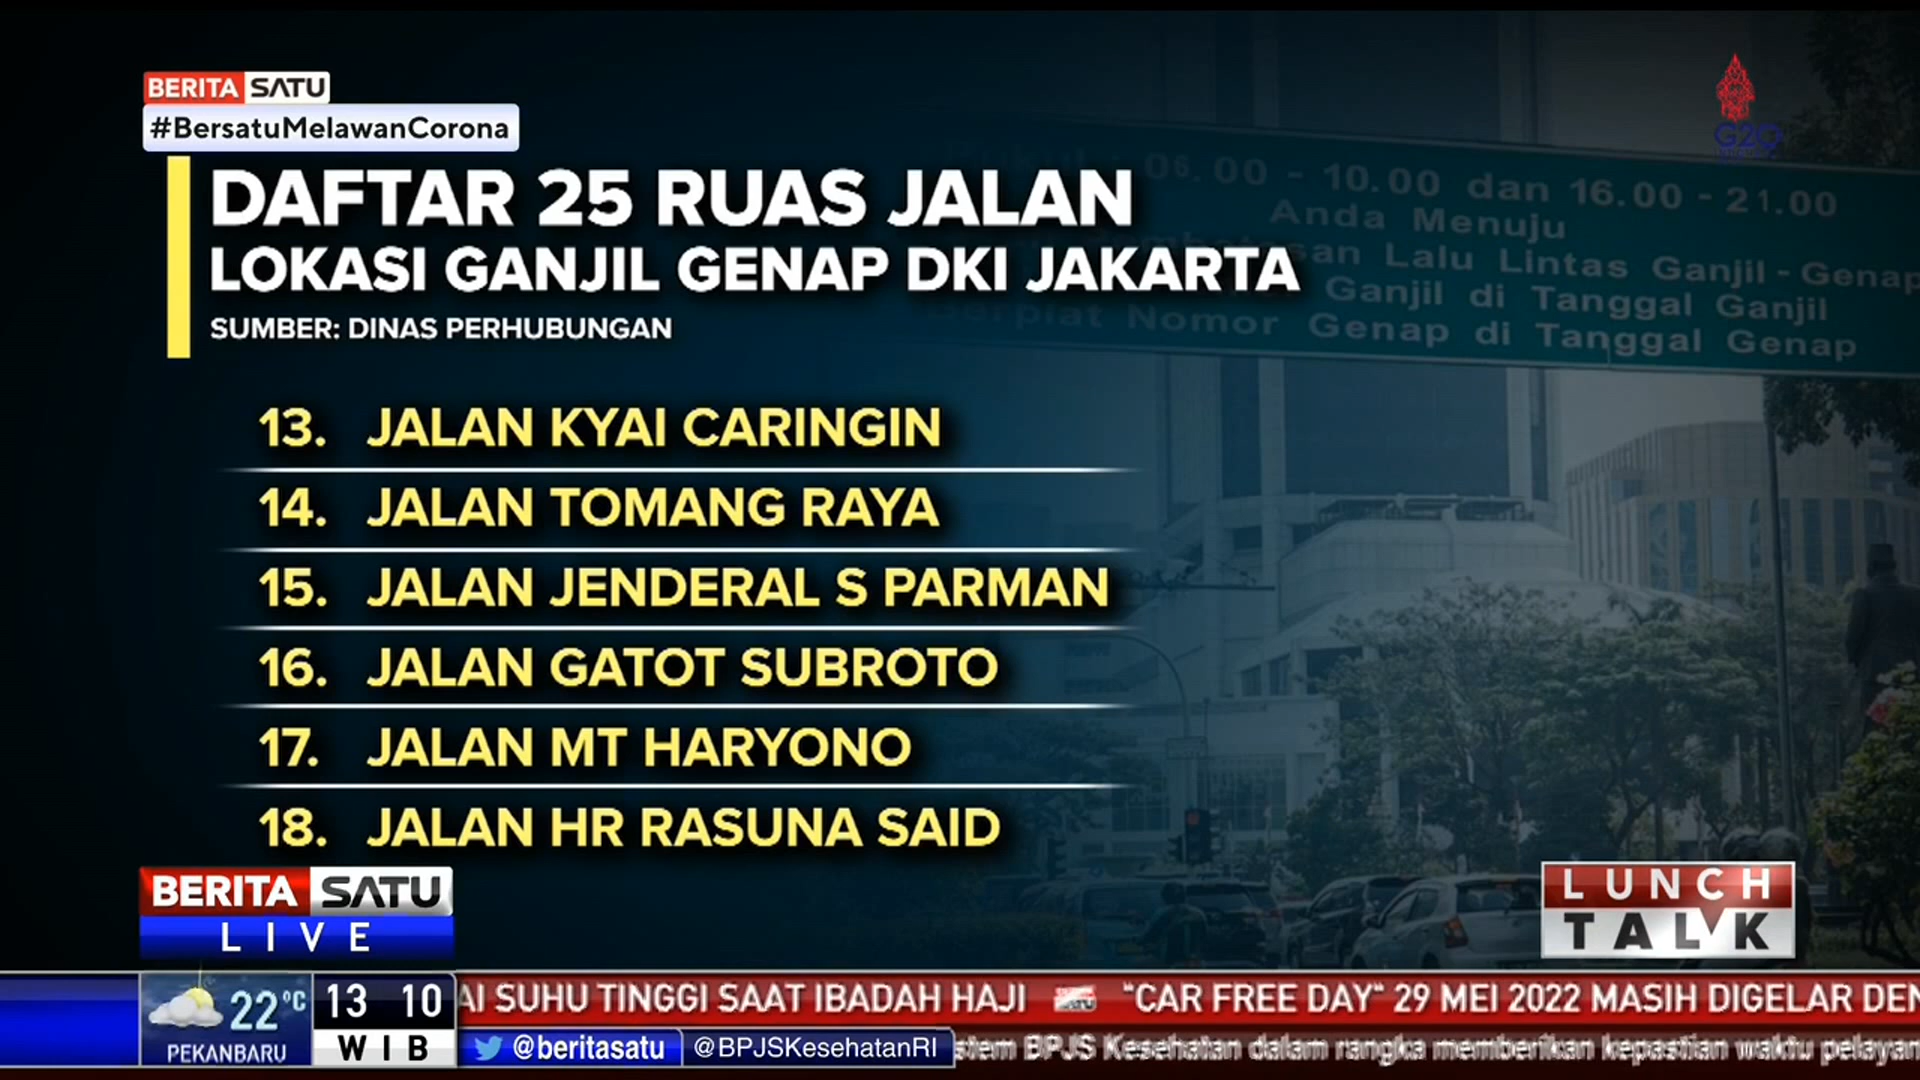 BERITA SATU
#BersatuMelawanCorona
G20
DAFTAR 25 RUAS JALAN
LOKASI GANJIL GENAP DKI JAKARTA
SUMBER: DINAS PERHUBUNGAN
06.00 - 10.00 dan 16.00 - 21.00
Anda Menuju
Lalu Lintas Ganjil - Genap
Ganjil di Tanggal Ganjil
Nomor Genap di Tanggal Genap
13. JALAN KYAI CARINGIN
14. JALAN TOMANG RAYA
15. JALAN JENDERAL S PARMAN
16. JALAN GATOT SUBROTO
17. JALAN MT HARYONO
18. JALAN HR RASUNA SAID
BERITA SATU
LIVE
LUNCH
TALK
22°C
PEKANBARU
13 10
WIB
AI SUHU TINGGI SAAT IBADAH HAJI "CAR FREE DAY" 29 MEI 2022 MASIH DIGELAR DEN
@beritasatu @BPJSKesehatanRI stem BPJS Kesehatan dalam rangka memberikan kepastian waktu pelayan